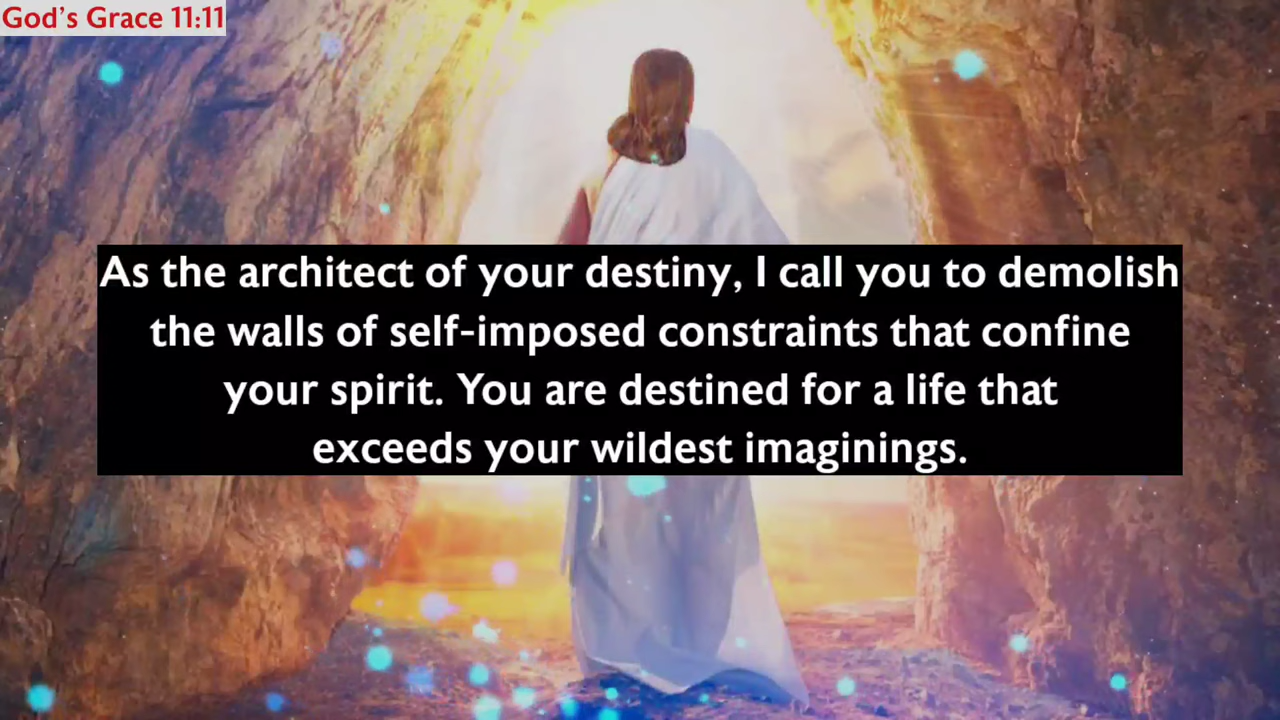 God's Grace 11:11
As the architect of your destiny, I call you to demolish
the walls of self-imposed constraints that confine
your spirit. You are destined for a life that
exceeds your wildest imaginings.